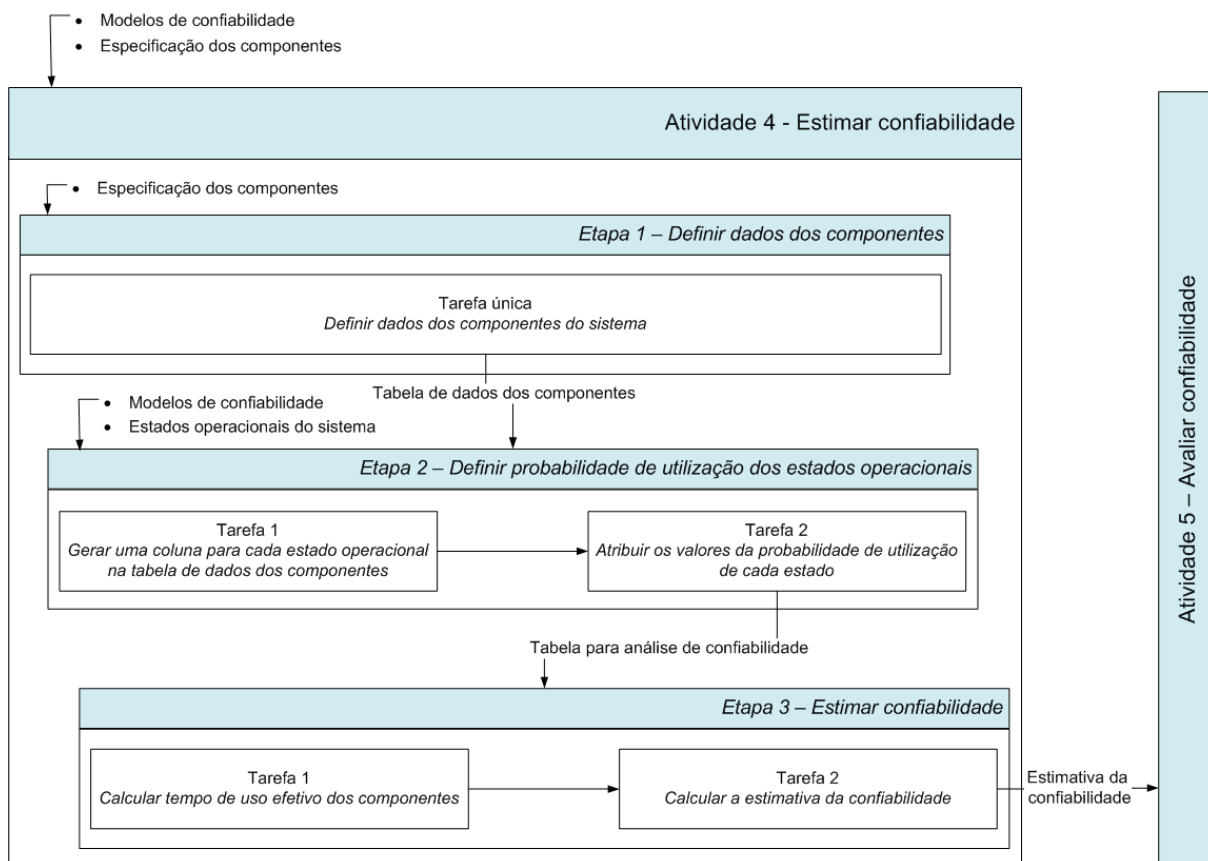 • Modelos de confiabilidade
• Especificação dos componentes
Atividade 4 - Estimar confiabilidade
• Especificação dos componentes
Etapa 1 – Definir dados dos componentes
Tarefa única
Definir dados dos componentes do sistema
Tabela de dados dos componentes
• Modelos de confiabilidade
• Estados operacionais do sistema
Etapa 2 – Definir probabilidade de utilização dos estados operacionais
Tarefa 1
Gerar uma coluna para cada estado operacional
na tabela de dados dos componentes
Tarefa 2
Atribuir os valores da probabilidade de utilização
de cada estado
Tabela para análise de confiabilidade
Etapa 3 – Estimar confiabilidade
Tarefa 1
Calcular tempo de uso efetivo dos componentes
Tarefa 2
Calcular a estimativa da confiabilidade
Estimativa da
confiabilidade
Atividade 5 – Avaliar confiabilidade